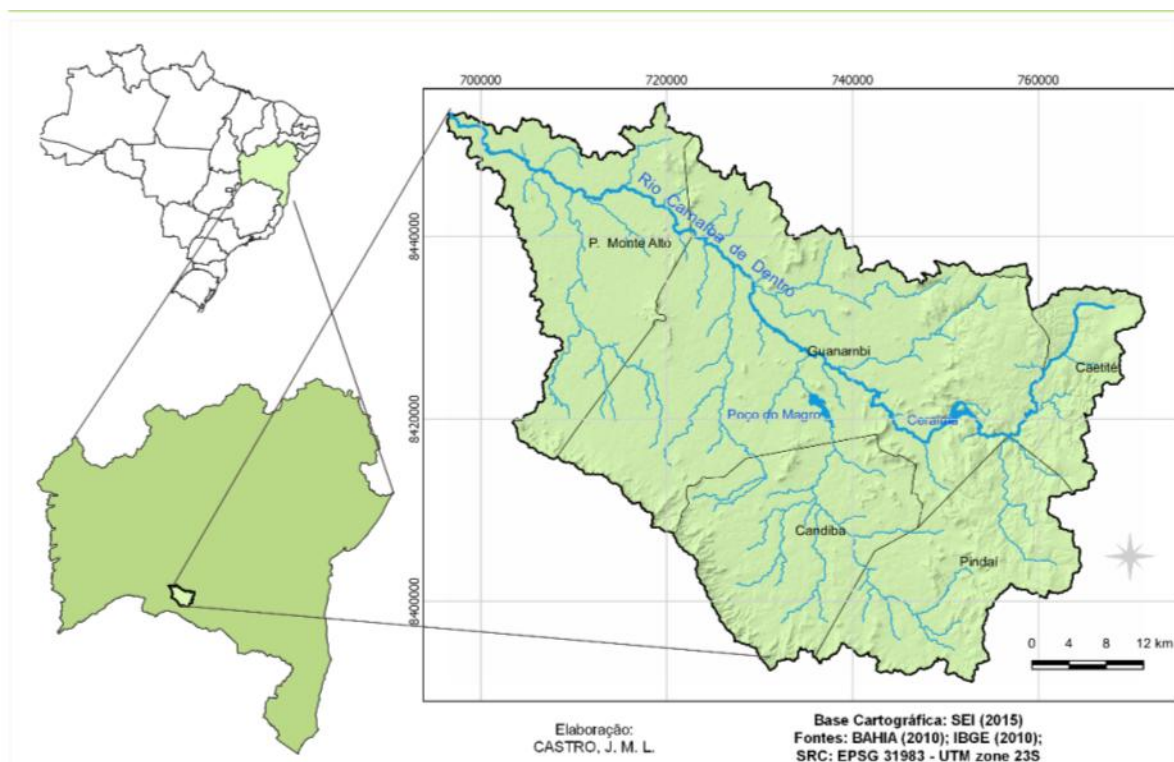 700000
720000
740000
760000
8440000
8420000
8400000
Rio Carnaíba de Dentro
P. Monte Alto
Guanambi
Caetité
Poço do Magro
Ceraíma
Candiba
Pindaí
0 4 8 12 km
Elaboração:
CASTRO, J. M. L.
Base Cartográfica: SEI (2015)
Fontes: BAHIA (2010); IBGE (2010);
SRC: EPSG 31983 - UTM zone 23S